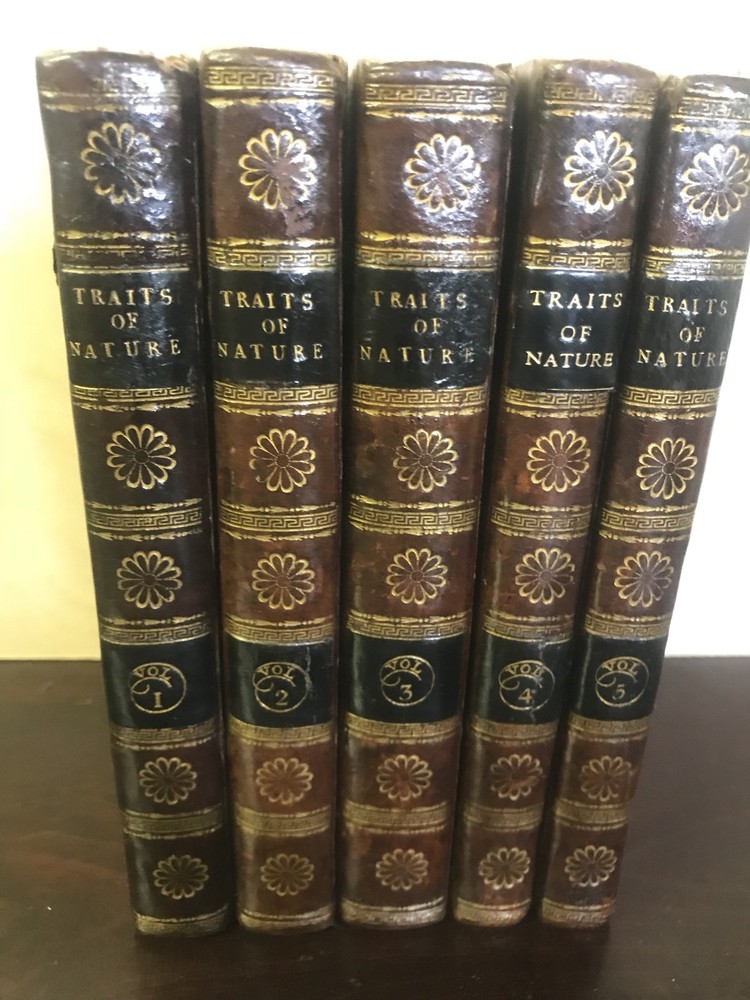 TRAITS
OF
NATURE
VOL
1
TRAITS
OF
NATURE
VOL
2
TRAITS
OF
NATURE
VOL
3
TRAITS
OF
NATURE
VOL
4
TRAITS
OF
NATURE
VOL
5